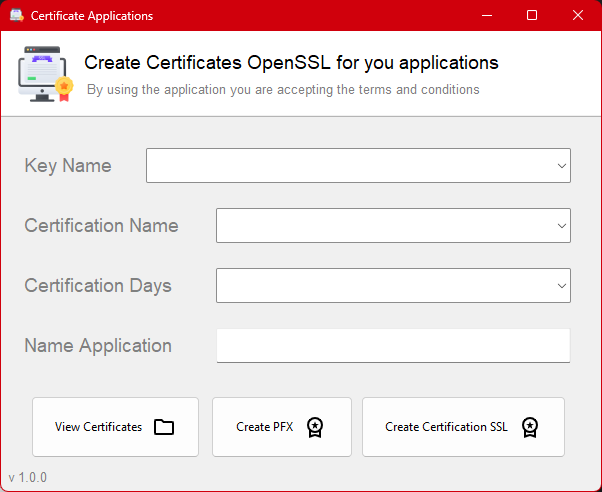 Certificate Applications
Create Certificates OpenSSL for you applications
By using the application you are accepting the terms and conditions
Key Name
Certification Name
Certification Days
Name Application
View Certificates
Create PFX
Create Certification SSL
v 1.0.0